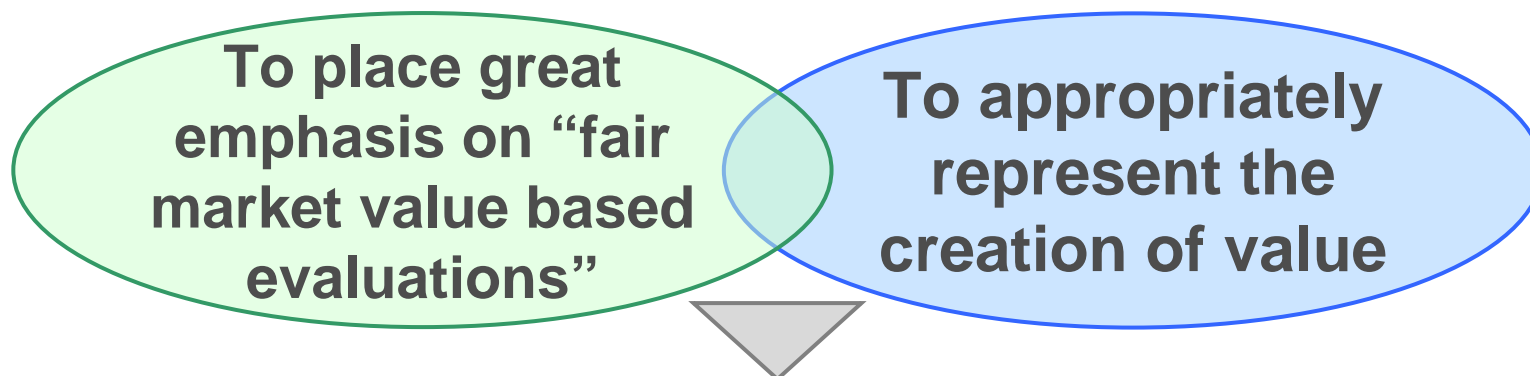 To place great
emphasis on “fair
market value based
evaluations”
To appropriately
represent the
creation of value